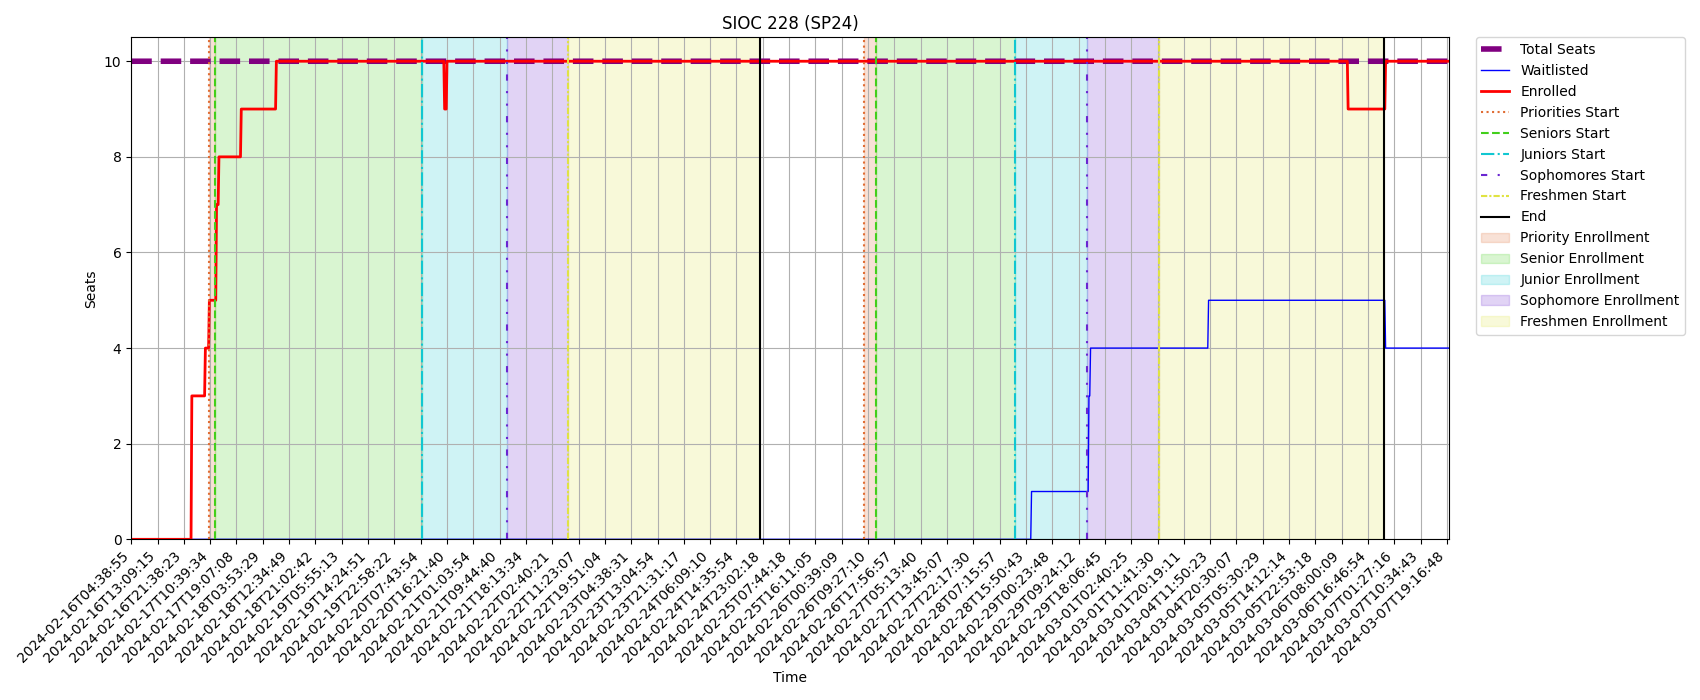 SIOC 228 (SP24)
Seats
10
8
6
4
2
0
2024-02-16T04:38:55
2024-02-16T13:09:15
2024-02-16T21:38:23
2024-02-17T10:39:34
2024-02-17T19:07:08
2024-02-18T03:53:29
2024-02-18T12:34:49
2024-02-18T21:02:42
2024-02-19T05:55:13
2024-02-19T14:24:51
2024-02-19T22:58:22
2024-02-20T07:43:54
2024-02-20T16:21:40
2024-02-21T01:03:54
2024-02-21T09:44:40
2024-02-21T18:13:34
2024-02-22T02:40:21
2024-02-22T11:23:07
2024-02-22T19:51:04
2024-02-23T04:38:31
2024-02-23T13:04:54
2024-02-23T21:31:17
2024-02-24T06:09:10
2024-02-24T14:35:54
2024-02-24T23:02:18
2024-02-25T07:44:18
2024-02-25T16:11:05
2024-02-26T00:39:09
2024-02-26T09:27:10
2024-02-26T17:56:57
2024-02-27T05:13:40
2024-02-27T13:45:07
2024-02-27T22:17:30
2024-02-28T07:15:57
2024-02-28T15:50:43
2024-02-29T00:23:48
2024-02-29T09:24:12
2024-02-29T18:06:45
2024-03-01T02:40:25
2024-03-01T11:41:30
2024-03-01T20:19:11
2024-03-04T11:50:23
2024-03-04T20:30:07
2024-03-05T05:30:29
2024-03-05T14:12:14
2024-03-05T22:53:18
2024-03-06T08:00:09
2024-03-06T16:46:54
2024-03-07T01:27:16
2024-03-07T10:34:43
2024-03-07T19:16:48
Time
Total Seats
Waitlisted
Enrolled
Priorities Start
Seniors Start
Juniors Start
Sophomores Start
Freshmen Start
End
Priority Enrollment
Senior Enrollment
Junior Enrollment
Sophomore Enrollment
Freshmen Enrollment